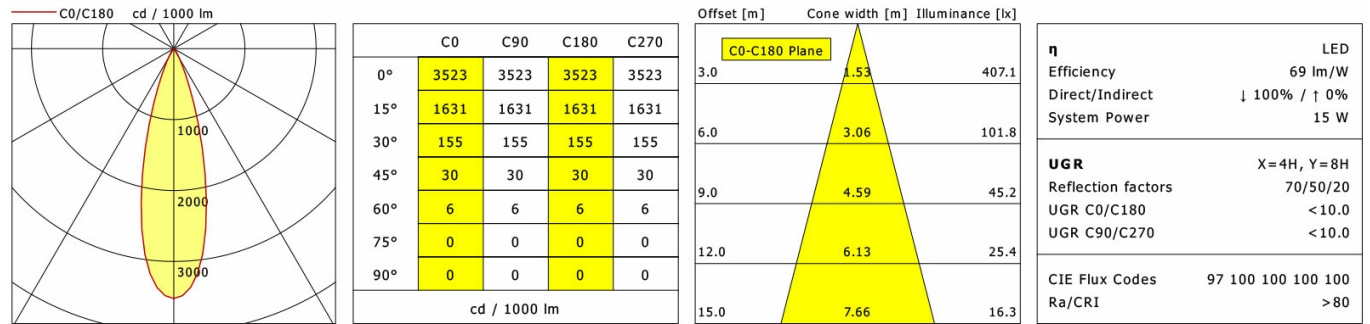 C0/C180 cd / 1000 lm
1000
2000
3000
C0 C90 C180 C270
0° 3523 3523 3523 3523
15° 1631 1631 1631 1631
30° 155 155 155 155
45° 30 30 30 30
60° 6 6 6 6
75° 0 0 0 0
90° 0 0 0 0
cd / 1000 lm
Offset [m] Cone width [m] Illuminance [lx]
C0-C180 Plane
3.0 1.53 407.1
6.0 3.06 101.8
9.0 4.59 45.2
12.0 6.13 25.4
15.0 7.66 16.3
η LED
Efficiency 69 lm/W
Direct/Indirect ↓ 100% / ↑ 0%
System Power 15 W
UGR X=4H, Y=8H
Reflection factors 70/50/20
UGR C0/C180 <10.0
UGR C90/C270 <10.0
CIE Flux Codes 97 100 100 100 100
Ra/CRI >80